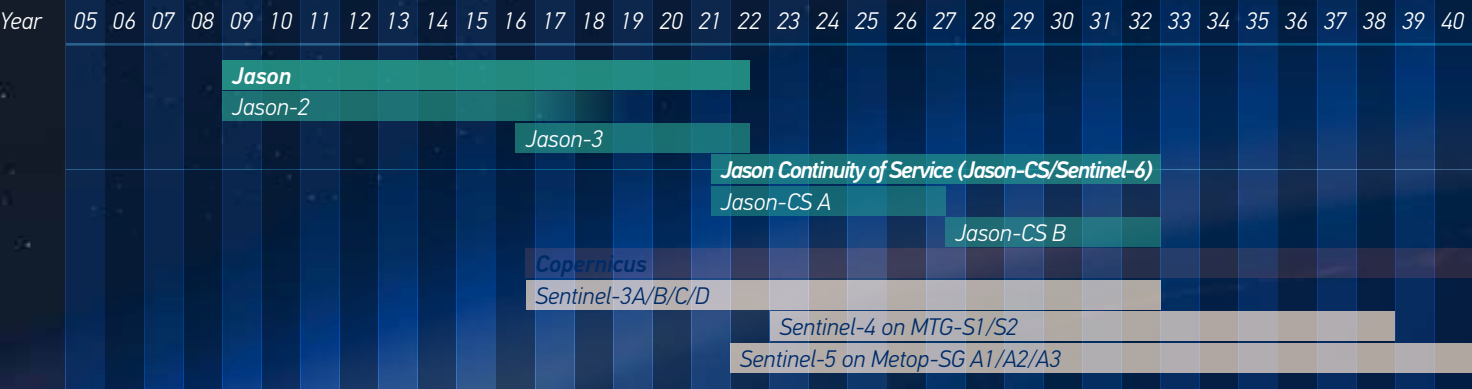 Year 05 06 07 08 09 10 11 12 13 14 15 16 17 18 19 20 21 22 23 24 25 26 27 28 29 30 31 32 33 34 35 36 37 38 39 40
Jason
Jason-2
Jason-3
Jason Continuity of Service (Jason-CS/Sentinel-6)
Jason-CS A
Jason-CS B
Copernicus
Sentinel-3A/B/C/D
Sentinel-4 on MTG-S1/S2
Sentinel-5 on Metop-SG A1/A2/A3